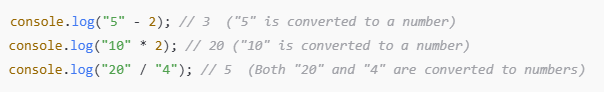 console.log("5" - 2); // 3  ("5" is converted to a number)
console.log("10" * 2); // 20 ("10" is converted to a number)
console.log("20" / "4"); // 5  (Both "20" and "4" are converted to numbers)